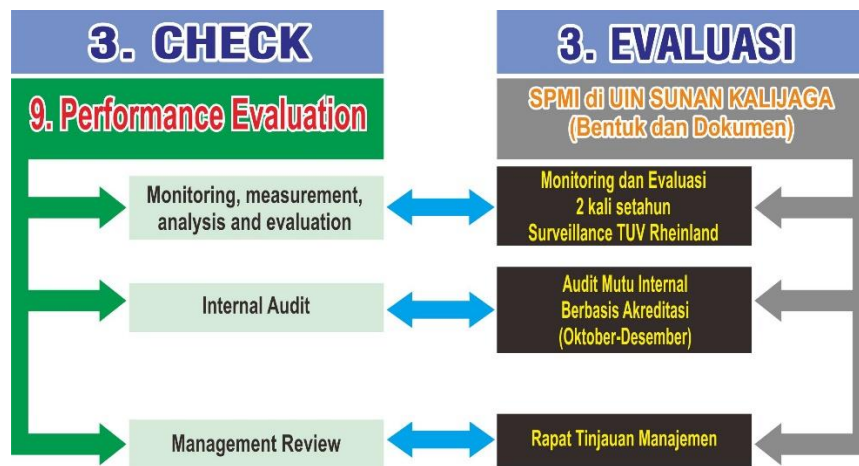 3. CHECK
9. Performance Evaluation
Monitoring, measurement,
analysis and evaluation
Internal Audit
Management Review
3. EVALUASI
SPMI di UIN SUNAN KALIJAGA
(Bentuk dan Dokumen)
Monitoring dan Evaluasi
2 kali setahun
Surveillance TUV Rheinland
Audit Mutu Internal
Berbasis Akreditasi
(Oktober-Desember)
Rapat Tinjauan Manajemen